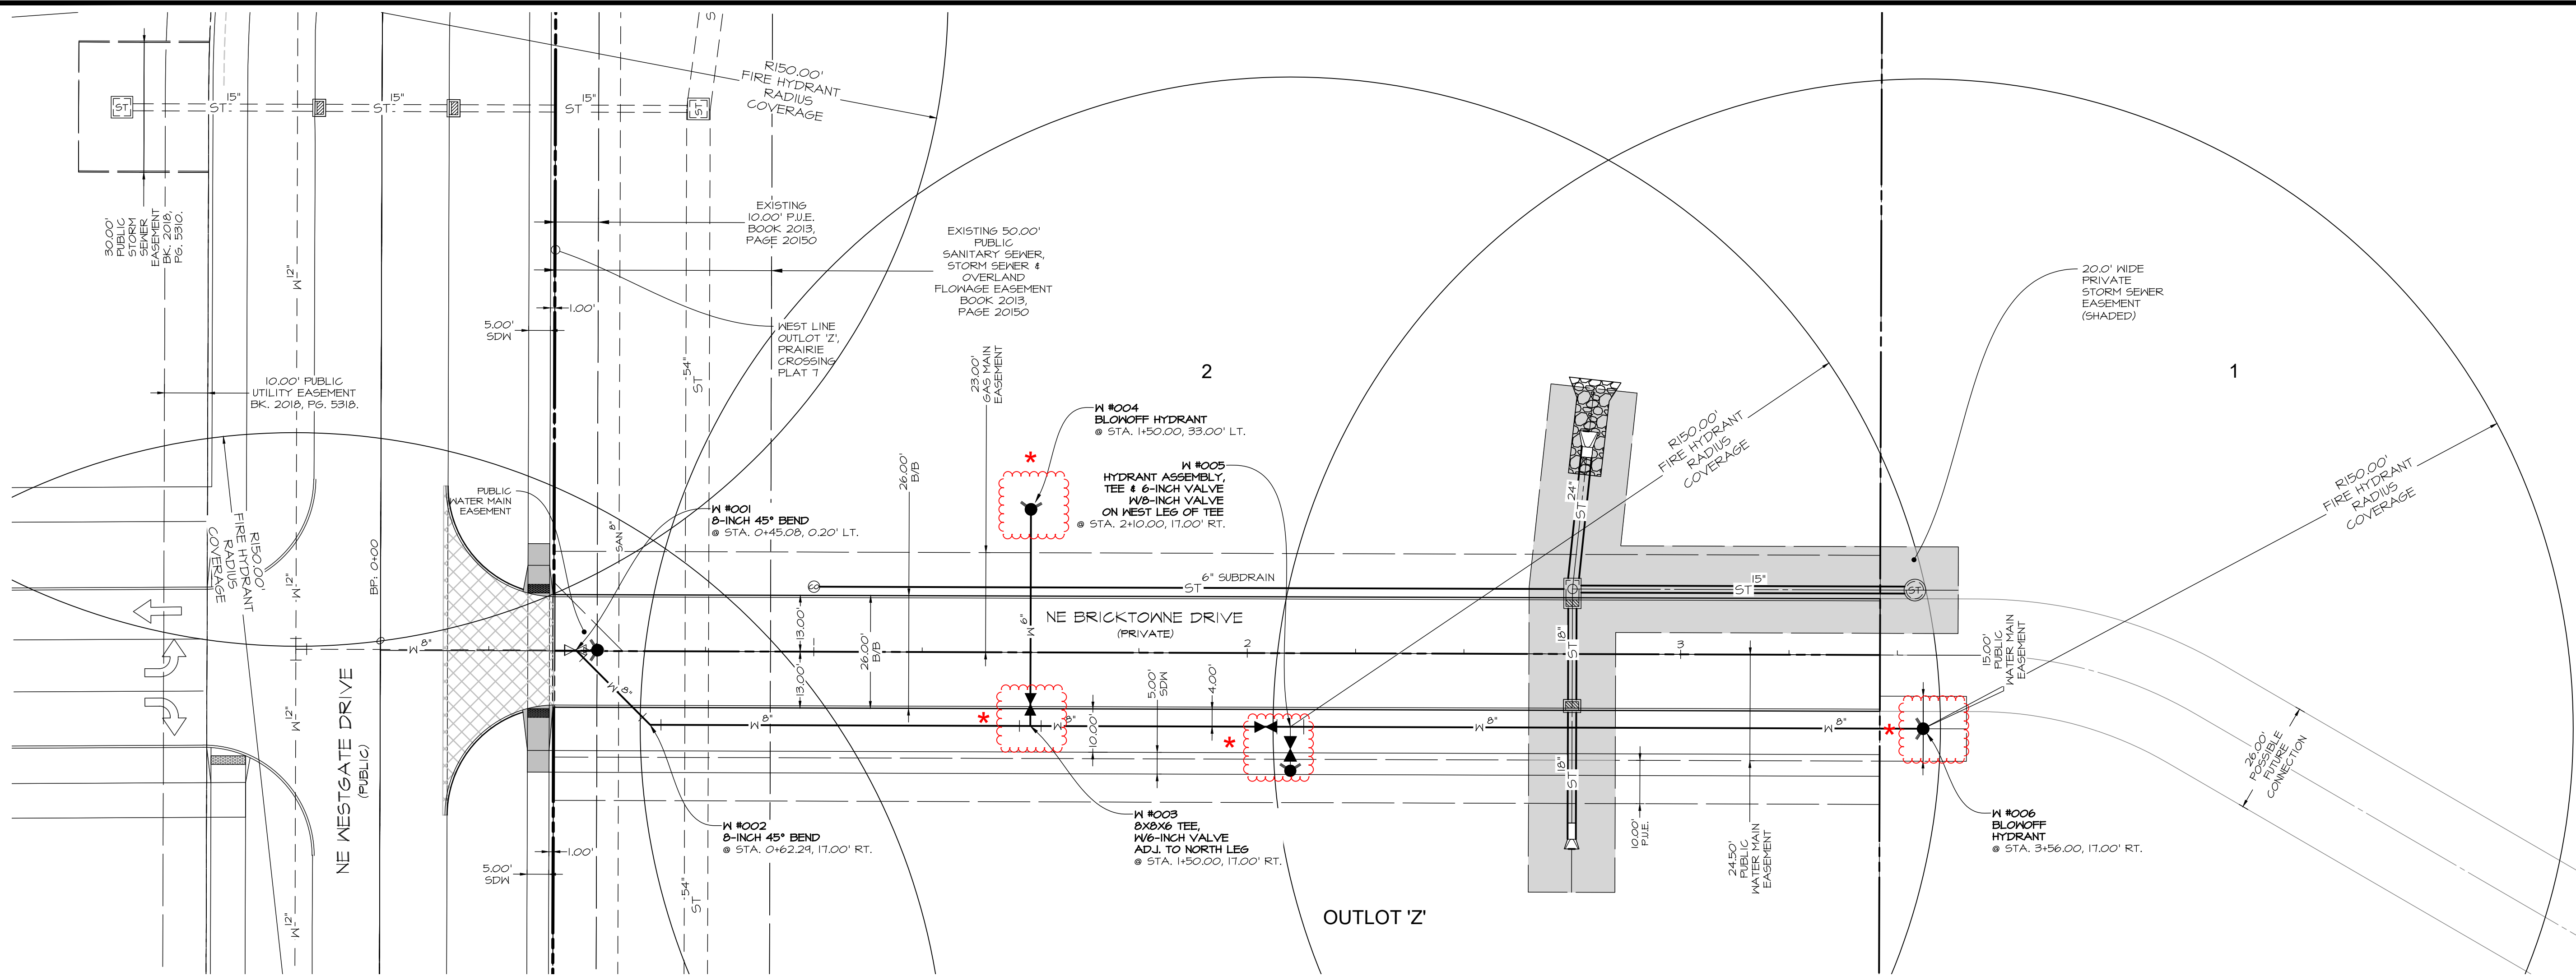 R150.00'
FIRE HYDRANT
RADIUS
COVERAGE
ST
ST
15"
ST
15"
ST
15"
ST
S
30.00'
PUBLIC
STORM
SEWER
EASEMENT
BK. 2018,
PG. 5310.
W
12"
EXISTING
10.00' P.U.E.
BOOK 2013,
PAGE 20150
EXISTING 50.00'
PUBLIC
SANITARY SEWER,
STORM SEWER &
OVERLAND
FLOWAGE EASEMENT
BOOK 2013,
PAGE 20150
1.00'
5.00'
SDW
WEST LINE
OUTLOT 'Z',
PRAIRIE
CROSSING
PLAT 7
ST
54"
10.00' PUBLIC
UTILITY EASEMENT
BK. 2018, PG. 5318.
23.00'
GAS MAIN
EASEMENT
2
1
20.0' WIDE
PRIVATE
STORM SEWER
EASEMENT
(SHADED)
W #004
BLOWOFF HYDRANT
@ STA. 1+50.00, 33.00' LT.
*
26.00'
B/B
W #005
HYDRANT ASSEMBLY,
TEE & 6-INCH VALVE
W/8-INCH VALVE
ON WEST LEG OF TEE
@ STA. 2+10.00, 17.00' RT.
R150.00'
FIRE HYDRANT
RADIUS
COVERAGE
R150.00'
FIRE HYDRANT
RADIUS
COVERAGE
PUBLIC
WATER MAIN
EASEMENT
W #001
8-INCH 45° BEND
@ STA. 0+45.08, 0.20' LT.
SAN 8"
R150.00'
FIRE HYDRANT
RADIUS
COVERAGE
W
12"
BP: 0+00
ST 24"
6" SUBDRAIN
ST
15"
ST
ST
CO
NE BRICKTOWNE DRIVE
(PRIVATE)
W
6"
13.00'
13.00'
26.00'
B/B
W
8"
2
3
ST
18"
15.00'
PUBLIC
WATER MAIN
EASEMENT
W 8"
5.00'
SDW
4.00'
10.00'
W
8"
W
8"
W
8"
W
8"
*
*
*
ST
18"
NE WESTGATE DRIVE
(PUBLIC)
W
12"
W
12"
W #002
8-INCH 45° BEND
@ STA. 0+62.29, 17.00' RT.
W #003
8X8X6 TEE,
W/6-INCH VALVE
ADJ. TO NORTH LEG
@ STA. 1+50.00, 17.00' RT.
10.00'
P.U.E.
24.50'
PUBLIC
WATER MAIN
EASEMENT
W #006
BLOWOFF
HYDRANT
@ STA. 3+56.00, 17.00' RT.
26.00'
POSSIBLE
FUTURE
CONNECTION
1.00'
5.00'
SDW
ST
54"
OUTLOT 'Z'